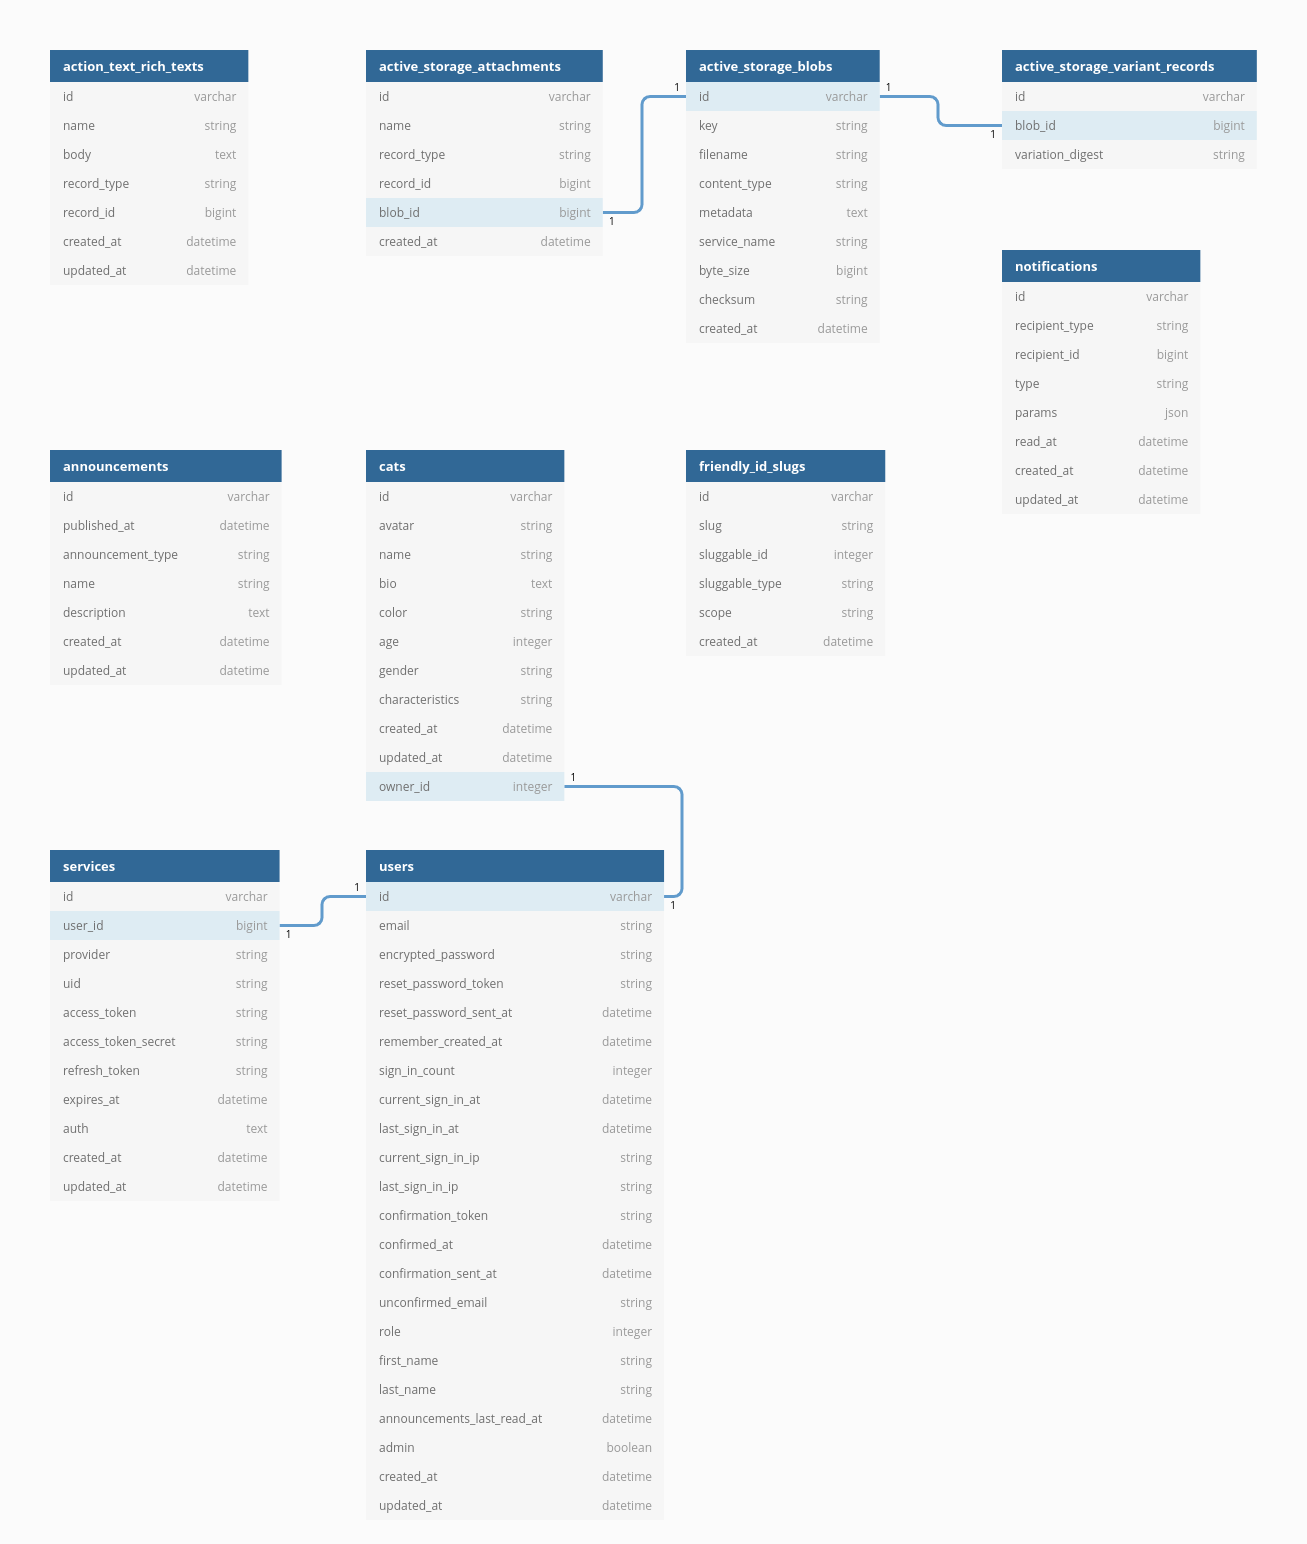 action_text_rich_texts
id varchar
name string
body text
record_type string
record_id bigint
created_at datetime
updated_at datetime
active_storage_attachments
id varchar
name string
record_type string
record_id bigint
blob_id bigint
1
created_at datetime
active_storage_blobs
1
id varchar
1
key string
filename string
content_type string
metadata text
service_name string
byte_size bigint
checksum string
created_at datetime
active_storage_variant_records
id varchar
blob_id bigint
1
variation_digest string
notifications
id varchar
recipient_type string
recipient_id bigint
type string
params json
read_at datetime
created_at datetime
updated_at datetime
announcements
id varchar
published_at datetime
announcement_type string
name string
description text
created_at datetime
updated_at datetime
cats
id varchar
avatar string
name string
bio text
color string
age integer
gender string
characteristics string
created_at datetime
updated_at datetime
owner_id integer
1
friendly_id_slugs
id varchar
slug string
sluggable_id integer
sluggable_type string
scope string
created_at datetime
services
id varchar
user_id bigint
1
provider string
uid string
access_token string
access_token_secret string
refresh_token string
expires_at datetime
auth text
created_at datetime
updated_at datetime
users
1
id varchar
1
email string
encrypted_password string
reset_password_token string
reset_password_sent_at datetime
remember_created_at datetime
sign_in_count integer
current_sign_in_at datetime
last_sign_in_at datetime
current_sign_in_ip string
last_sign_in_ip string
confirmation_token string
confirmed_at datetime
confirmation_sent_at datetime
unconfirmed_email string
role integer
first_name string
last_name string
announcements_last_read_at datetime
admin boolean
created_at datetime
updated_at datetime